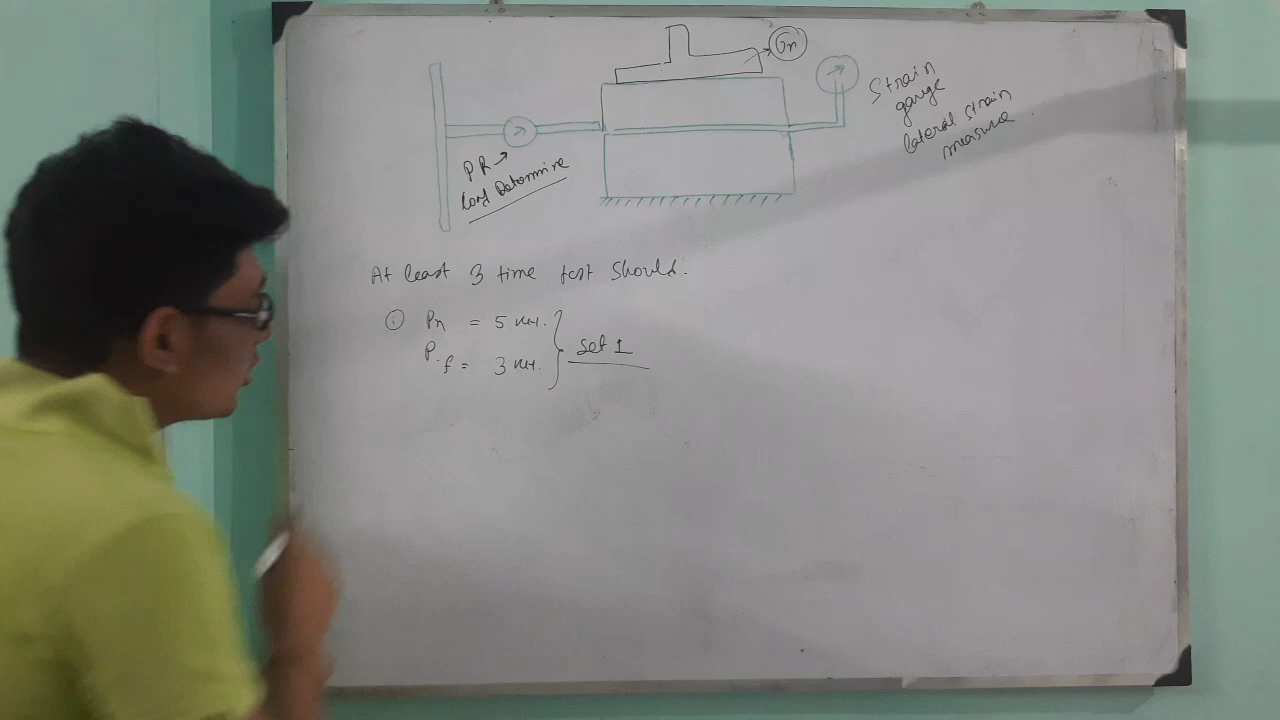 σn
Strain
gauge
lateral strain
measure
PR →
Load Determine
At least 3 time test should.
① Pn = 5 kN.
Pf = 3 kN.
set 1